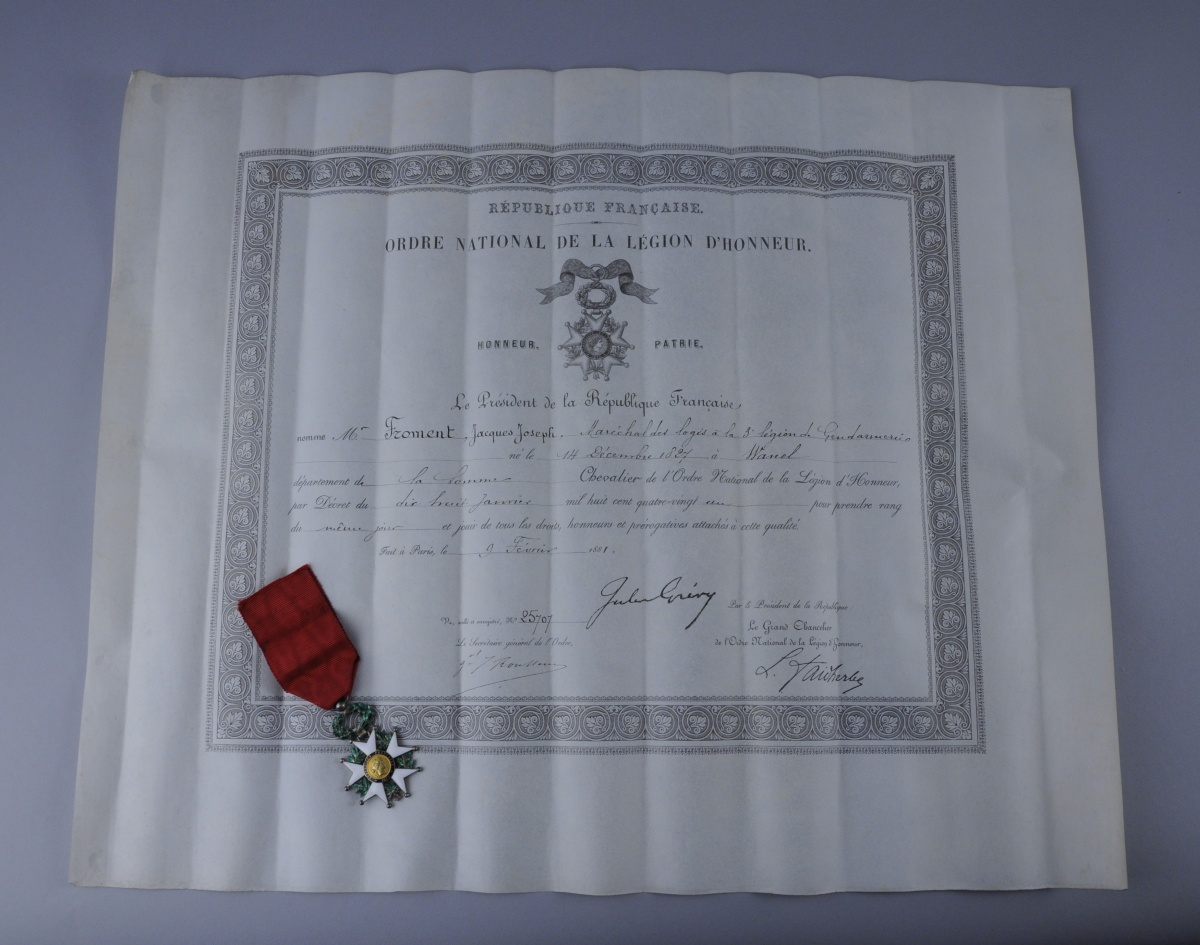 RÉPUBLIQUE FRANÇAISE.
ORDRE NATIONAL DE LA LÉGION D'HONNEUR.
HONNEUR. PATRIE.
Le Président de la République Française,
nomme Mr Froment, Jacques Joseph, Maréchal des logis à la 3e légion de Gendarmerie
né le 14 Décembre 1837 à Wanel
département de la Somme Chevalier de l'Ordre National de la Légion d'Honneur,
par Décret du dix huit Janvier mil huit cent quatre-vingt un pour prendre rang
du même jour et jouir de tous les droits, honneurs et prérogatives attachés à cette qualité
Fait à Paris, le 9 Février 1881.
Jules Grévy
Vu, scellé et enregistré, No 25707
Par le Président de la République:
Le Grand Chancelier
de l'Ordre National de la Légion d'Honneur,
Le Secrétaire général de l'Ordre,
gal Rousseau
L. Faidherbe